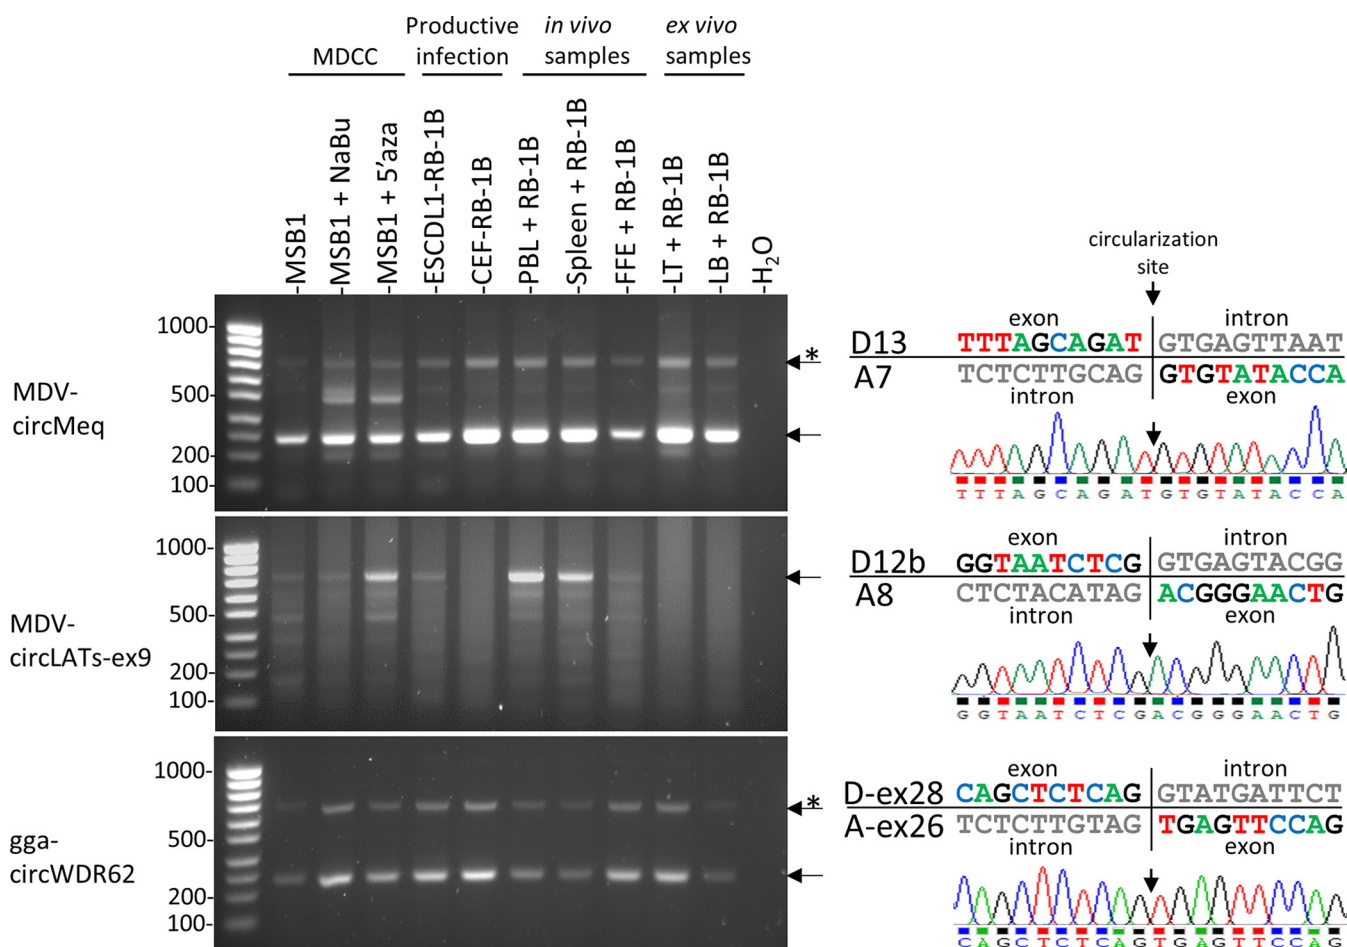 Productive infection
in vivo samples
ex vivo samples
MDCC
-MSB1
-MSB1 + NaBu
-MSB1 + 5'aza
-ESCDL1-RB-1B
-CEF-RB-1B
-PBL + RB-1B
-Spleen + RB-1B
-FFE + RB-1B
-LT + RB-1B
-LB + RB-1B
-H2O
MDV-
circMeq
1000-
500-
200-
100-
*
MDV-
circLATs-ex9
1000-
500-
200-
100-
gga-
circWDR62
1000-
500-
200-
100-
*
circularization
site
exon intron
D13 TTTAGCAGAT GTGAGTTAAT
A7 TCTCTTGCAG GTGTATACCA
intron exon
T T T A G C A G A T G T G T A T A C C A
exon intron
D12b GGTAATCTCG GTGAGTACGG
A8 CTCTACATAG ACGGGAACTG
intron exon
G G T A A T C T C G A C G G G A A C T G
exon intron
D-ex28 CAGCTCTCAG GTATGATTCT
A-ex26 TCTCTTGTAG TGAGTTCCAG
intron exon
C A G C T C T C A G T G A G T T C C A G